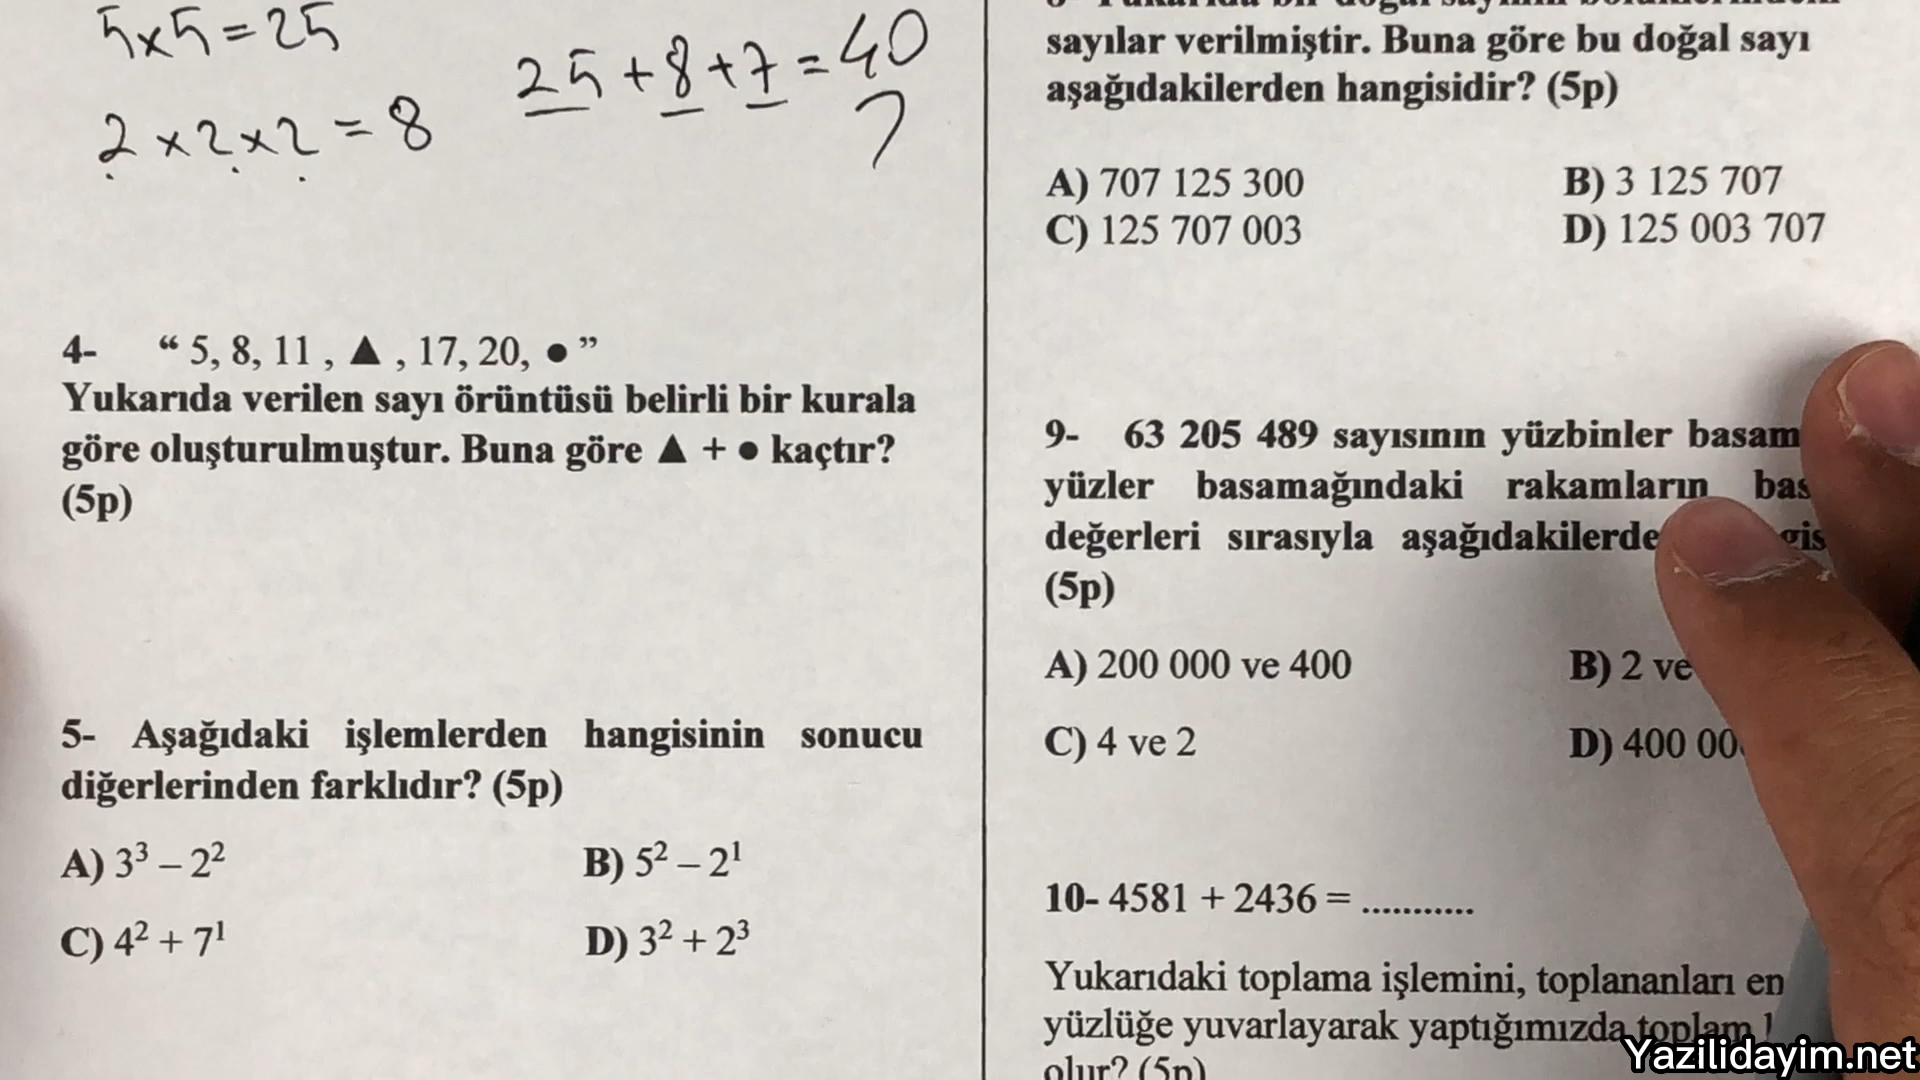 5x5=25
2x2x2=8
25+8+7=40
sayılar verilmiştir. Buna göre bu doğal sayı
aşağıdakilerden hangisidir? (5p)
A) 707 125 300
B) 3 125 707
C) 125 707 003
D) 125 003 707
4- “ 5, 8, 11 , ▲ , 17, 20, ● ”
Yukarıda verilen sayı örüntüsü belirli bir kurala
göre oluşturulmuştur. Buna göre ▲ + ● kaçtır?
(5p)
5- Aşağıdaki işlemlerden hangisinin sonucu
diğerlerinden farklıdır? (5p)
A) 3³ – 2²
B) 5² – 2¹
C) 4² + 7¹
D) 3² + 2³
9- 63 205 489 sayısının yüzbinler basam
yüzler basamağındaki rakamların bas
değerleri sırasıyla aşağıdakilerde gis
(5p)
A) 200 000 ve 400
B) 2 ve
C) 4 ve 2
D) 400 00
10- 4581 + 2436 = ...........
Yukarıdaki toplama işlemini, toplananları en
yüzlüğe yuvarlayarak yaptığımızda toplam
olur? (5p)
Yazilidayim.net